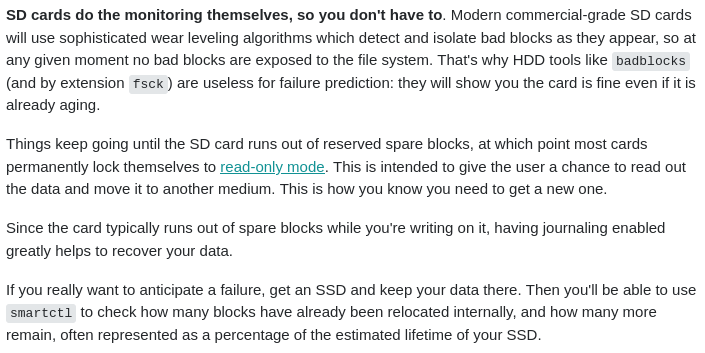 SD cards do the monitoring themselves, so you don't have to. Modern commercial-grade SD cards
will use sophisticated wear leveling algorithms which detect and isolate bad blocks as they appear, so at
any given moment no bad blocks are exposed to the file system. That's why HDD tools like badblocks
(and by extension fsck) are useless for failure prediction: they will show you the card is fine even if it is
already aging.
Things keep going until the SD card runs out of reserved spare blocks, at which point most cards
permanently lock themselves to read-only mode. This is intended to give the user a chance to read out
the data and move it to another medium. This is how you know you need to get a new one.
Since the card typically runs out of spare blocks while you're writing on it, having journaling enabled
greatly helps to recover your data.
If you really want to anticipate a failure, get an SSD and keep your data there. Then you'll be able to use
smartctl to check how many blocks have already been relocated internally, and how many more
remain, often represented as a percentage of the estimated lifetime of your SSD.